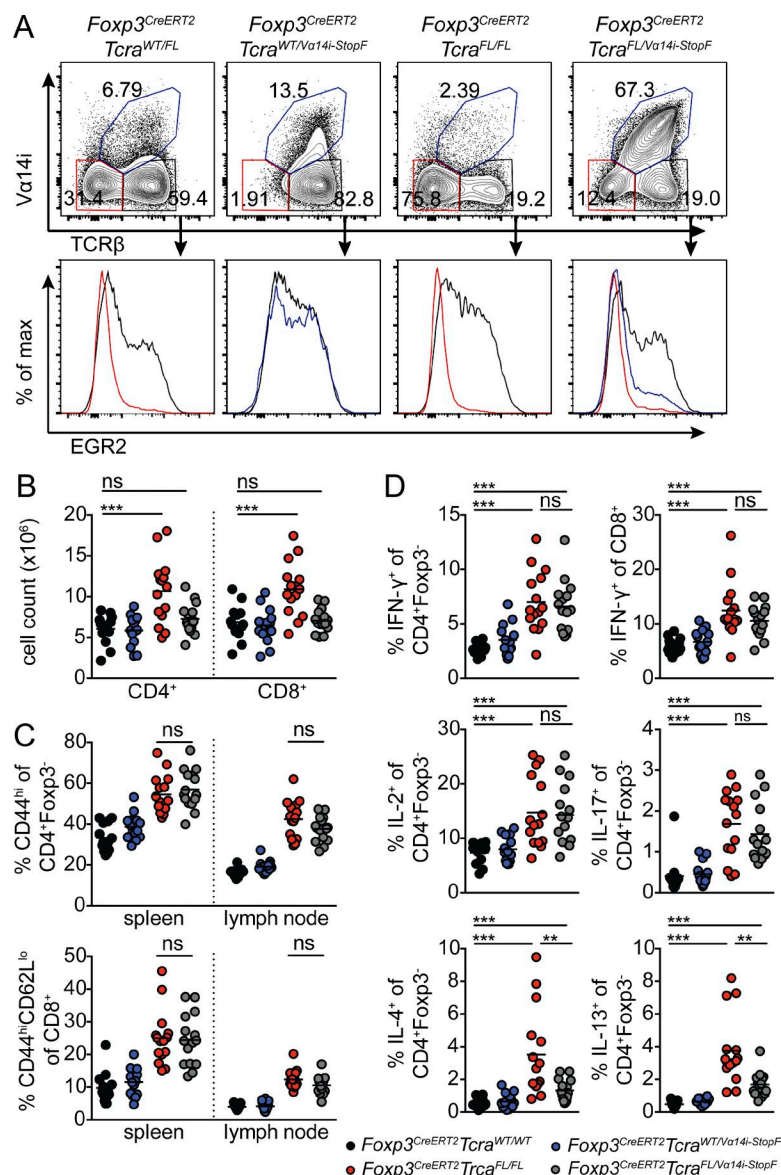 A
Foxp3CreERT2 TcraWT/FL
Foxp3CreERT2 TcraWT/Vα14i-StopF
Foxp3CreERT2 TcraFL/FL
Foxp3CreERT2 TcraFL/Vα14i-StopF
6.79
13.5
2.39
67.3
Vα14i
31.4
59.4
1.91
82.8
75.8
19.2
12.4
19.0
TCRβ
% of max
EGR2
B
ns
***
ns
***
cell count (x10⁶)
20
15
10
5
0
CD4⁺
CD8⁺
C
ns
ns
% CD44hi of
CD4⁺Foxp3⁻
80
60
40
20
0
spleen
lymph node
ns
ns
% CD44hiCD62Llo
of CD8⁺
50
40
30
20
10
0
spleen
lymph node
D
***
***
ns
% IFN-γ⁺ of
CD4⁺Foxp3⁻
15
10
5
0
***
***
ns
% IFN-γ⁺ of CD8⁺
30
20
10
0
***
***
ns
% IL-2⁺ of
CD4⁺Foxp3⁻
30
20
10
0
***
***
ns
% IL-17⁺ of
CD4⁺Foxp3⁻
4
3
2
1
0
***
***
**
% IL-4⁺ of
CD4⁺Foxp3⁻
10
8
6
4
2
0
***
***
**
% IL-13⁺ of
CD4⁺Foxp3⁻
10
8
6
4
2
0
Foxp3CreERT2TcraWT/WT
Foxp3CreERT2TcraWT/Vα14i-StopF
Foxp3CreERT2TrcaFL/FL
Foxp3CreERT2TcraFL/Vα14i-StopF